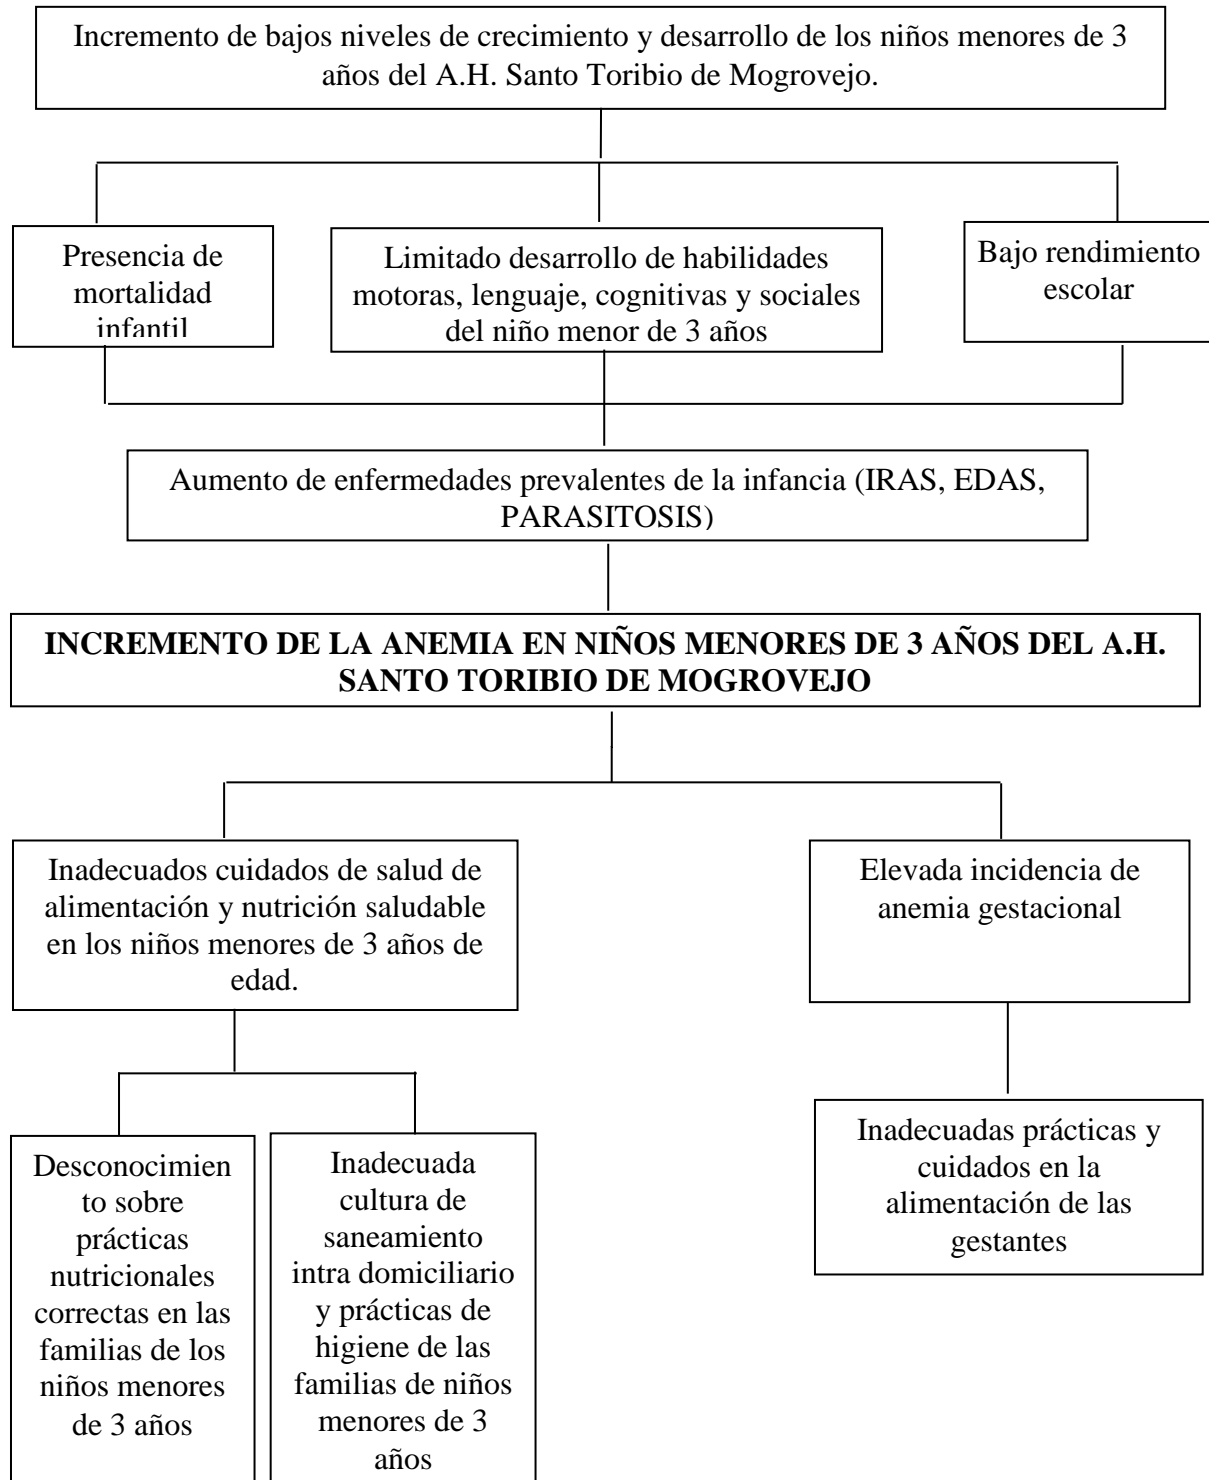 Incremento de bajos niveles de crecimiento y desarrollo de los niños menores de 3
años del A.H. Santo Toribio de Mogrovejo.
Presencia de
mortalidad
infantil
Limitado desarrollo de habilidades
motoras, lenguaje, cognitivas y sociales
del niño menor de 3 años
Bajo rendimiento
escolar
Aumento de enfermedades prevalentes de la infancia (IRAS, EDAS,
PARASITOSIS)
INCREMENTO DE LA ANEMIA EN NIÑOS MENORES DE 3 AÑOS DEL A.H.
SANTO TORIBIO DE MOGROVEJO
Inadecuados cuidados de salud de
alimentación y nutrición saludable
en los niños menores de 3 años de
edad.
Elevada incidencia de
anemia gestacional
Desconocimien
to sobre
prácticas
nutricionales
correctas en las
familias de los
niños menores
de 3 años
Inadecuada
cultura de
saneamiento
intra domiciliario
y prácticas de
higiene de las
familias de niños
menores de 3
años
Inadecuadas prácticas y
cuidados en la
alimentación de las
gestantes